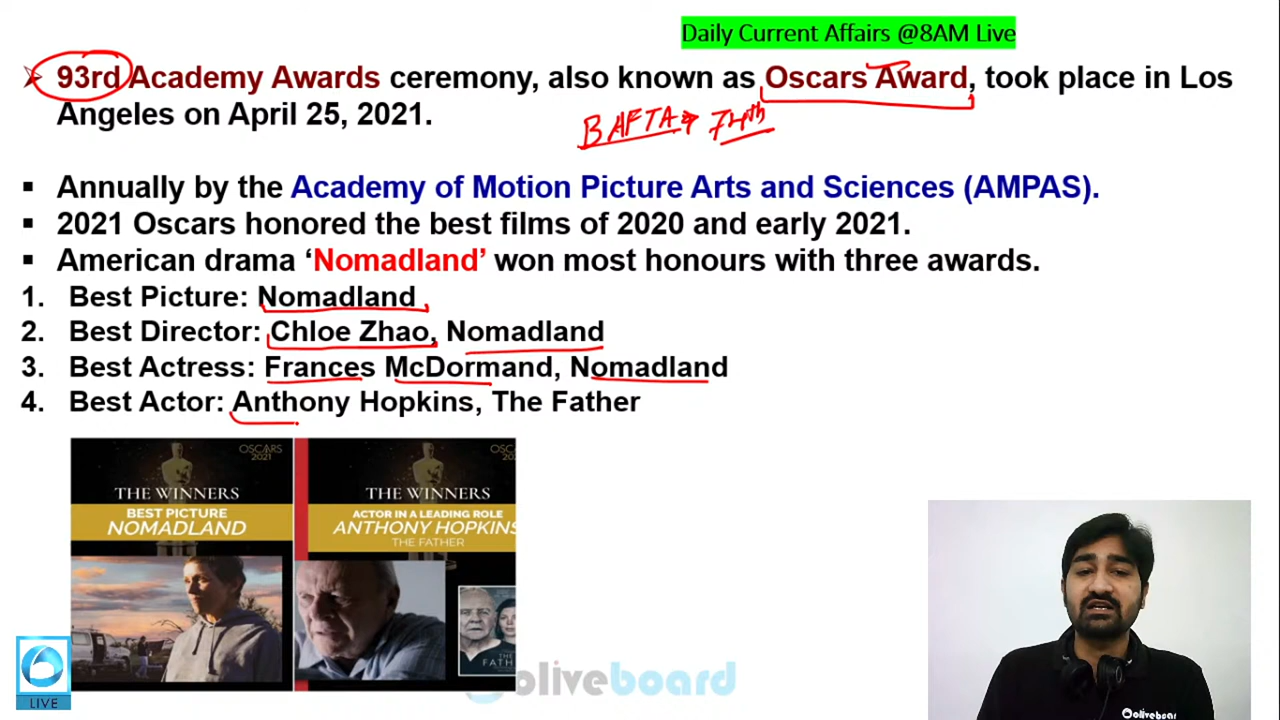 Daily Current Affairs @8AM Live
➢ 93rd Academy Awards ceremony, also known as Oscars Award, took place in Los
Angeles on April 25, 2021.
BAFTA → 74th
▪ Annually by the Academy of Motion Picture Arts and Sciences (AMPAS).
▪ 2021 Oscars honored the best films of 2020 and early 2021.
▪ American drama ‘Nomadland’ won most honours with three awards.
1. Best Picture: Nomadland
2. Best Director: Chloe Zhao, Nomadland
3. Best Actress: Frances McDormand, Nomadland
4. Best Actor: Anthony Hopkins, The Father
OSCARS
2021
THE WINNERS
BEST PICTURE
NOMADLAND
THE WINNERS
ACTOR IN A LEADING ROLE
ANTHONY HOPKINS
THE FATHER
LIVE
oliveboard
oliveboar